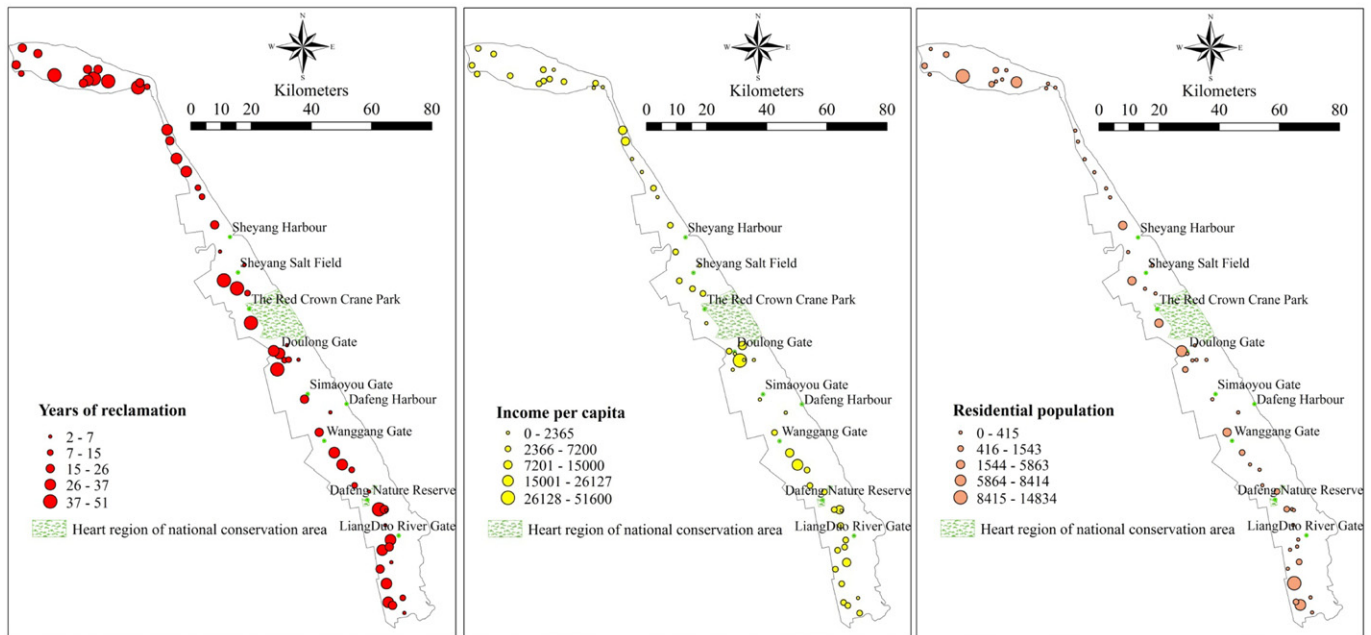 N
W E
S
Kilometers
0 10 20 40 60 80
Sheyang Harbour
Sheyang Salt Field
The Red Crown Crane Park
Doulong Gate
Simaoyou Gate
Dafeng Harbour
Wanggang Gate
Dafeng Nature Reserve
LiangDuo River Gate
Years of reclamation
2 - 7
7 - 15
15 - 26
26 - 37
37 - 51
Heart region of national conservation area
N
W E
S
Kilometers
0 10 20 40 60 80
Sheyang Harbour
Sheyang Salt Field
The Red Crown Crane Park
Doulong Gate
Simaoyou Gate
Dafeng Harbour
Wanggang Gate
Dafeng Nature Reserve
LiangDuo River Gate
Income per capita
0 - 2365
2366 - 7200
7201 - 15000
15001 - 26127
26128 - 51600
Heart region of national conservation area
N
W E
S
Kilometers
0 10 20 40 60 80
Sheyang Harbour
Sheyang Salt Field
The Red Crown Crane Park
Doulong Gate
Simaoyou Gate
Dafeng Harbour
Wanggang Gate
Dafeng Nature Reserve
LiangDuo River Gate
Residential population
0 - 415
416 - 1543
1544 - 5863
5864 - 8414
8415 - 14834
Heart region of national conservation area